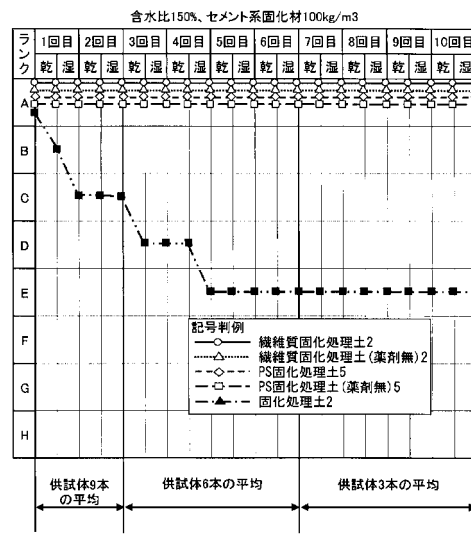 含水比150%、セメント系固化材100kg/m3
ランク 1回目 2回目 3回目 4回目 5回目 6回目 7回目 8回目 9回目 10回目
乾 湿 乾 湿 乾 湿 乾 湿 乾 湿 乾 湿 乾 湿 乾 湿 乾 湿 乾 湿
A
B
C
D
E
F
G
H
記号判例
繊維質固化処理土2
繊維質固化処理土(薬剤無)2
PS固化処理土5
PS固化処理土(薬剤無)5
固化処理土2
供試体9本の平均
供試体6本の平均
供試体3本の平均